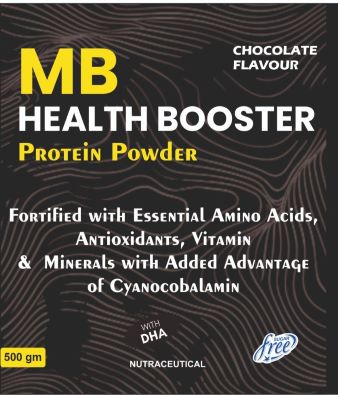 CHOCOLATE
FLAVOUR
MB
HEALTH BOOSTER
PROTEIN POWDER
FORTIFIED WITH ESSENTIAL AMINO ACIDS,
ANTIOXIDANTS, VITAMIN
& MINERALS WITH ADDED ADVANTAGE
OF CYANOCOBALAMIN
WITH
DHA
SUGAR
free
500 gm
NUTRACEUTICAL